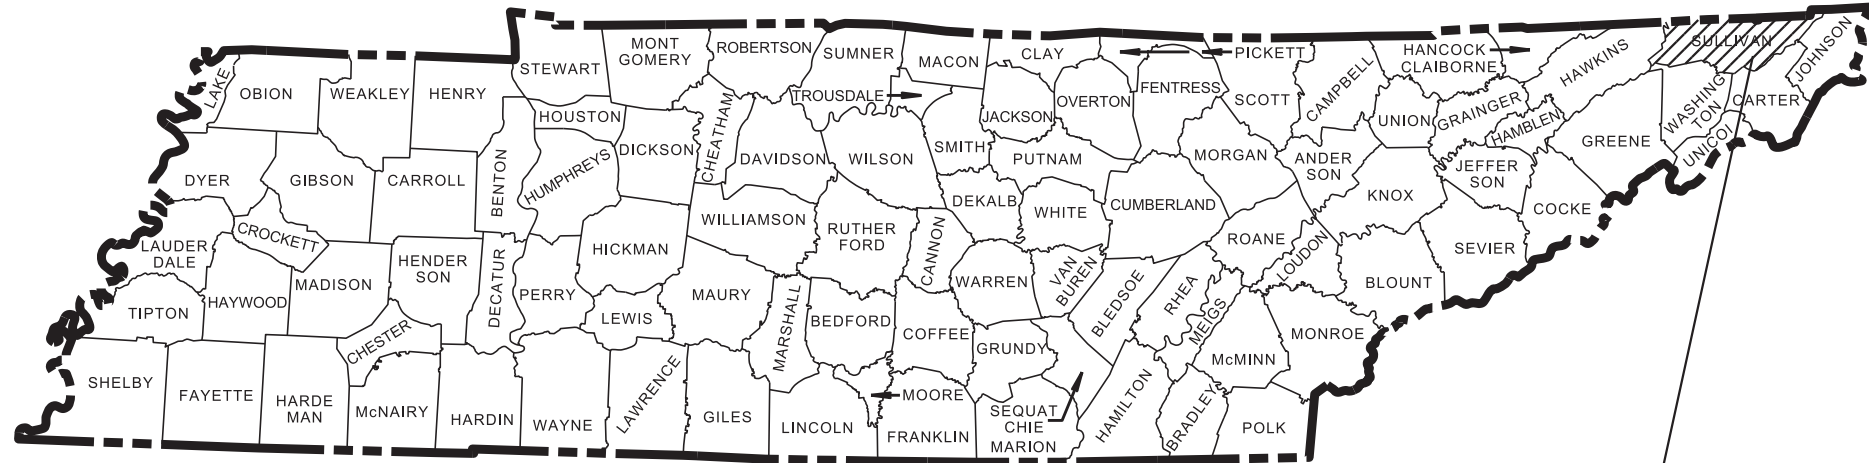 MONT
GOMERY
ROBERTSON
SUMNER
MACON
CLAY
PICKETT
HANCOCK
CLAIBORNE
HAWKINS
SULLIVAN
JOHNSON
LAKE
OBION
WEAKLEY
HENRY
STEWART
HOUSTON
TROUSDALE
JACKSON
OVERTON
FENTRESS
SCOTT
CAMPBELL
UNION
GRAINGER
HAMBLEN
GREENE
WASHING
TON
CARTER
UNICOI
DYER
GIBSON
CARROLL
BENTON
HUMPHREYS
DICKSON
CHEATHAM
DAVIDSON
WILSON
SMITH
PUTNAM
MORGAN
ANDER
SON
KNOX
JEFFER
SON
COCKE
LAUDER
DALE
CROCKETT
HENDER
SON
DECATUR
HICKMAN
WILLIAMSON
RUTHER
FORD
CANNON
DEKALB
WHITE
CUMBERLAND
ROANE
LOUDON
BLOUNT
SEVIER
TIPTON
HAYWOOD
MADISON
PERRY
LEWIS
MAURY
MARSHALL
BEDFORD
COFFEE
WARREN
VAN
BUREN
BLEDSOE
RHEA
MEIGS
MONROE
CHESTER
GRUNDY
McMINN
SHELBY
FAYETTE
HARDE
MAN
McNAIRY
HARDIN
WAYNE
LAWRENCE
GILES
LINCOLN
MOORE
FRANKLIN
SEQUAT
CHIE
MARION
HAMILTON
BRADLEY
POLK